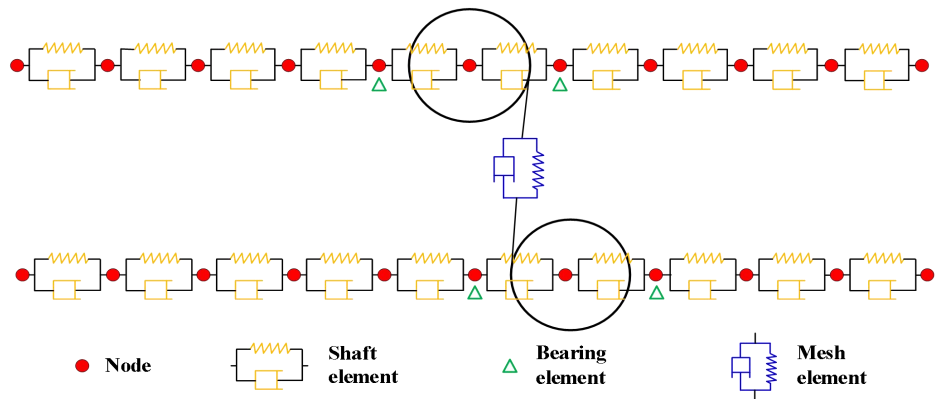 Node
Shaft
element
Bearing
element
Mesh
element